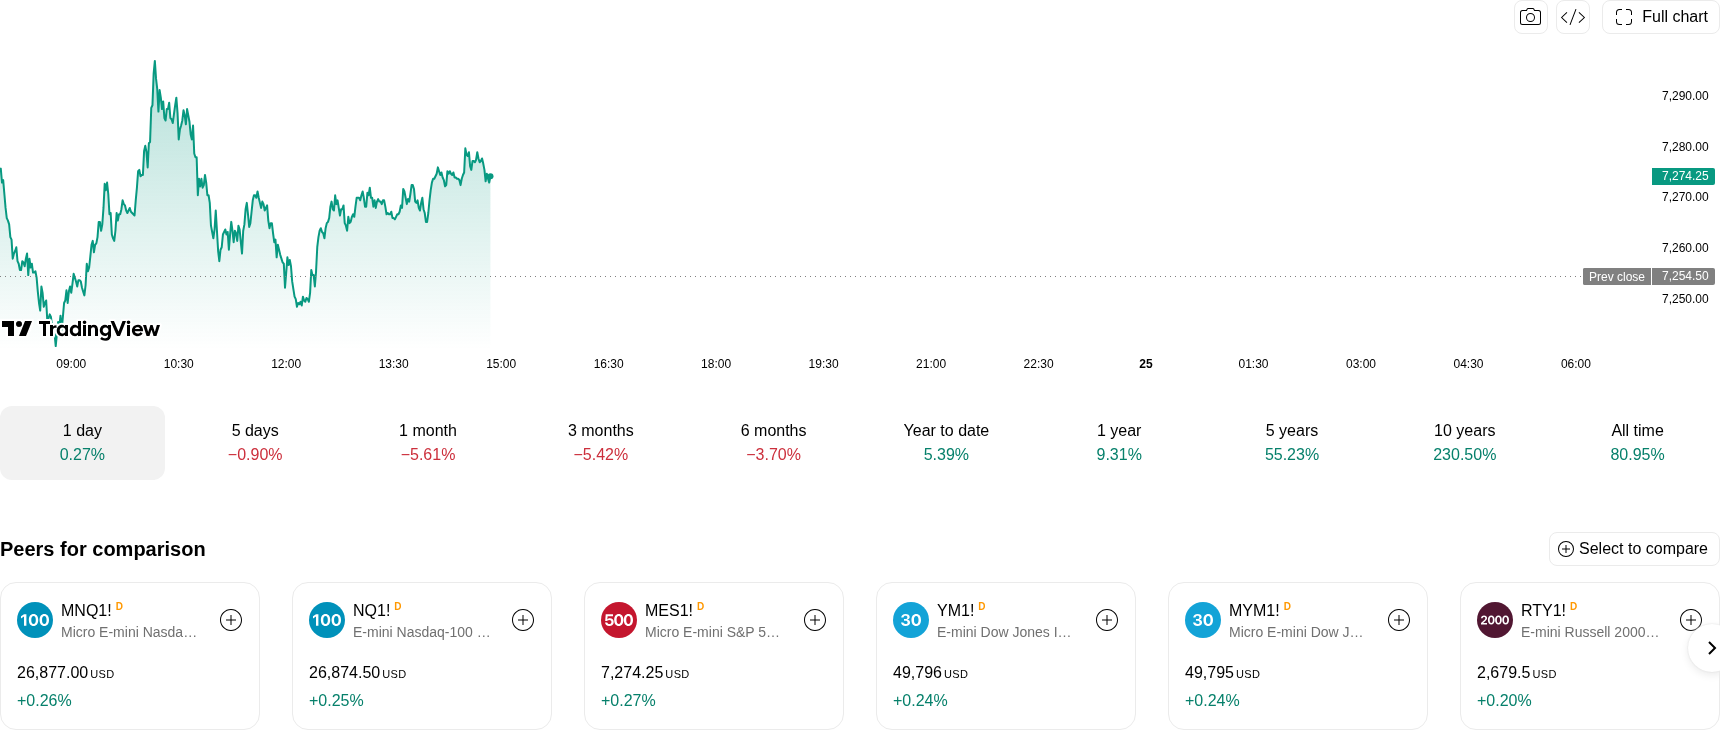 Full chart
7,290.00
7,280.00
7,274.25
7,270.00
7,260.00
Prev close 7,254.50
7,250.00
TradingView
09:00 10:30 12:00 13:30 15:00 16:30 18:00 19:30 21:00 22:30 25 01:30 03:00 04:30 06:00
1 day 5 days 1 month 3 months 6 months Year to date 1 year 5 years 10 years All time
0.27% −0.90% −5.61% −5.42% −3.70% 5.39% 9.31% 55.23% 230.50% 80.95%
Peers for comparison
Select to compare
100 MNQ1! D
Micro E-mini Nasda…
26,877.00 USD
+0.26%
100 NQ1! D
E-mini Nasdaq-100 …
26,874.50 USD
+0.25%
500 MES1! D
Micro E-mini S&P 5…
7,274.25 USD
+0.27%
30 YM1! D
E-mini Dow Jones I…
49,796 USD
+0.24%
30 MYM1! D
Micro E-mini Dow J…
49,795 USD
+0.24%
2000 RTY1! D
E-mini Russell 2000…
2,679.5 USD
+0.20%